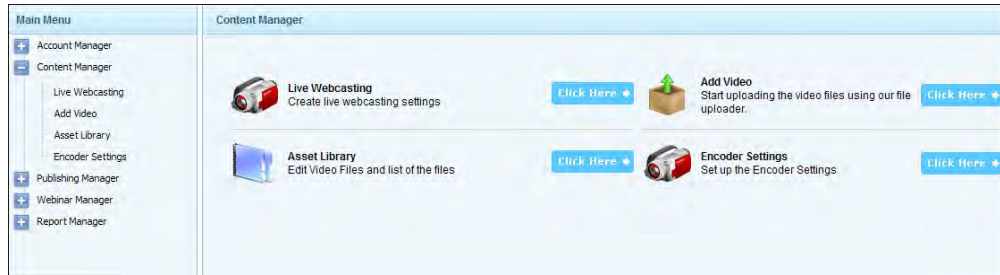 Main Menu
Account Manager
Content Manager
Live Webcasting
Add Video
Asset Library
Encoder Settings
Publishing Manager
Webinar Manager
Report Manager
Content Manager
Live Webcasting
Create live webcasting settings
Click Here
Add Video
Start uploading the video files using our file
uploader.
Click Here
Asset Library
Edit Video Files and list of the files
Click Here
Encoder Settings
Set up the Encoder Settings
Click Here